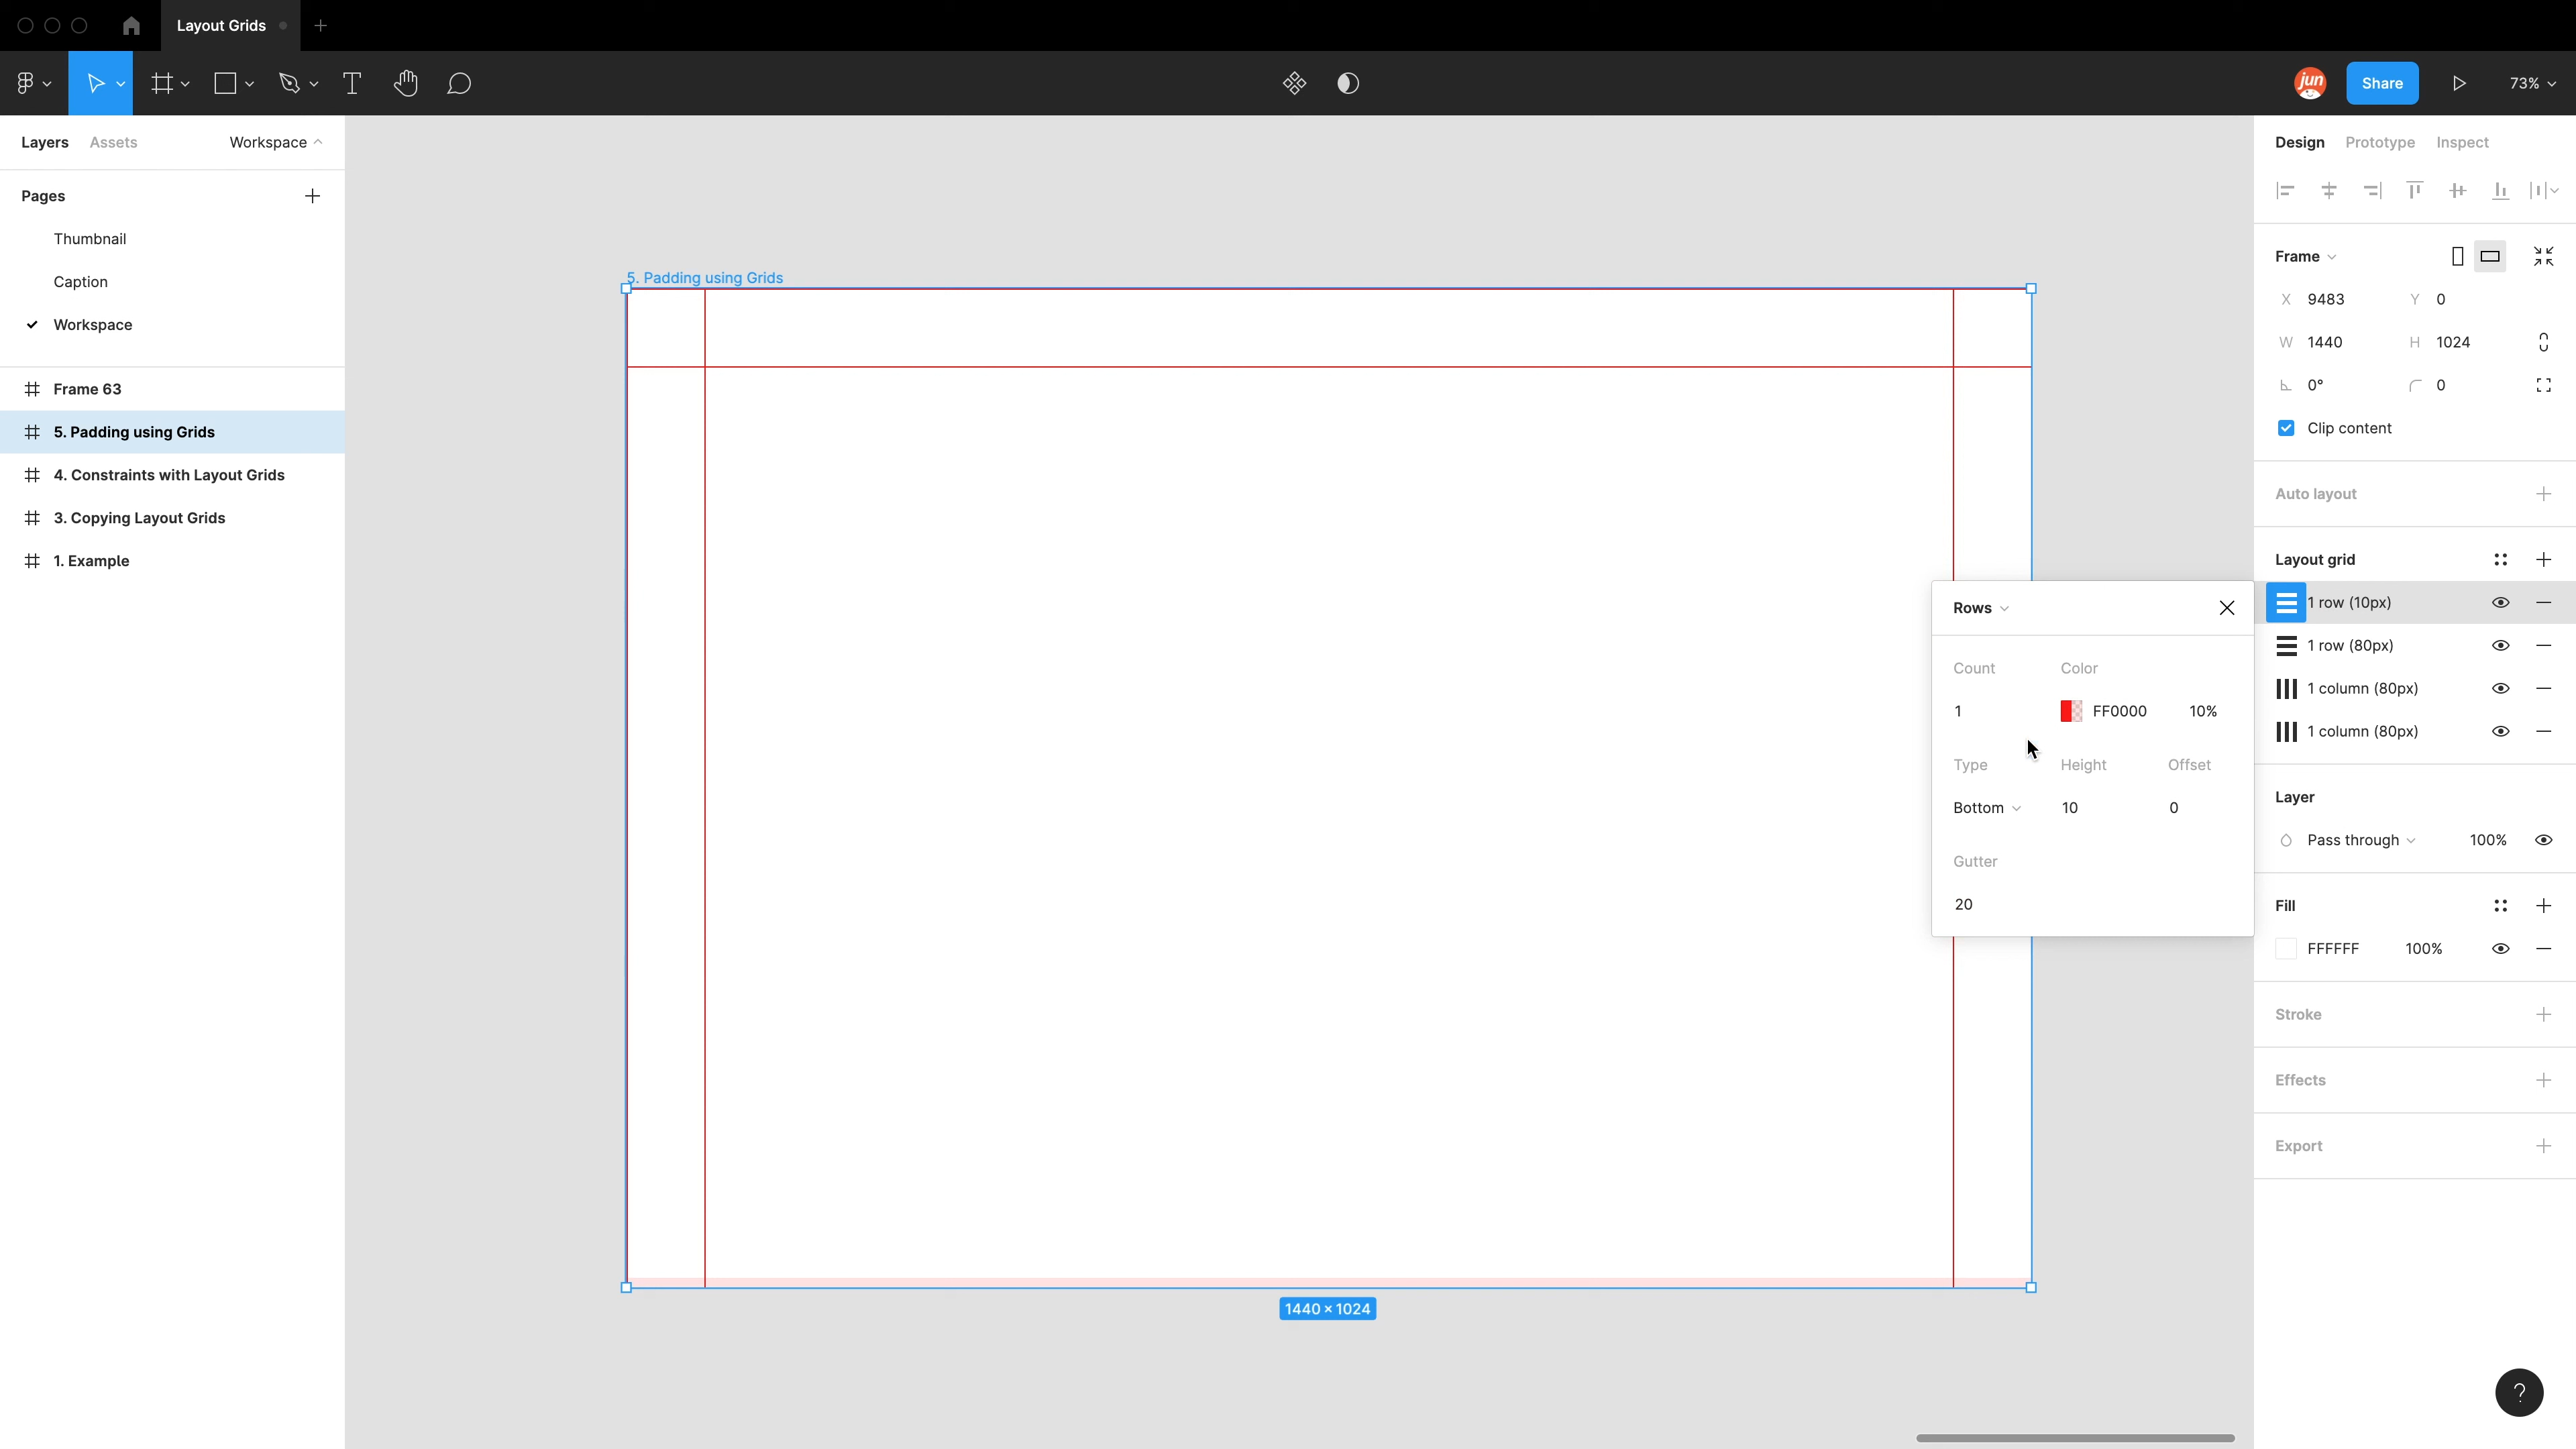 Layout Grids
jun
Share
73%
Layers
Assets
Workspace
Pages
Thumbnail
Caption
Workspace
Frame 63
5. Padding using Grids
4. Constraints with Layout Grids
3. Copying Layout Grids
1. Example
5. Padding using Grids
1440 × 1024
Rows
Count
Color
1
FF0000
10%
Type
Height
Offset
Bottom
10
0
Gutter
20
Design
Prototype
Inspect
Frame
X 9483
Y 0
W 1440
H 1024
0°
0
Clip content
Auto layout
Layout grid
1 row (10px)
1 row (80px)
1 column (80px)
1 column (80px)
Layer
Pass through
100%
Fill
FFFFFF
100%
Stroke
Effects
Export
?